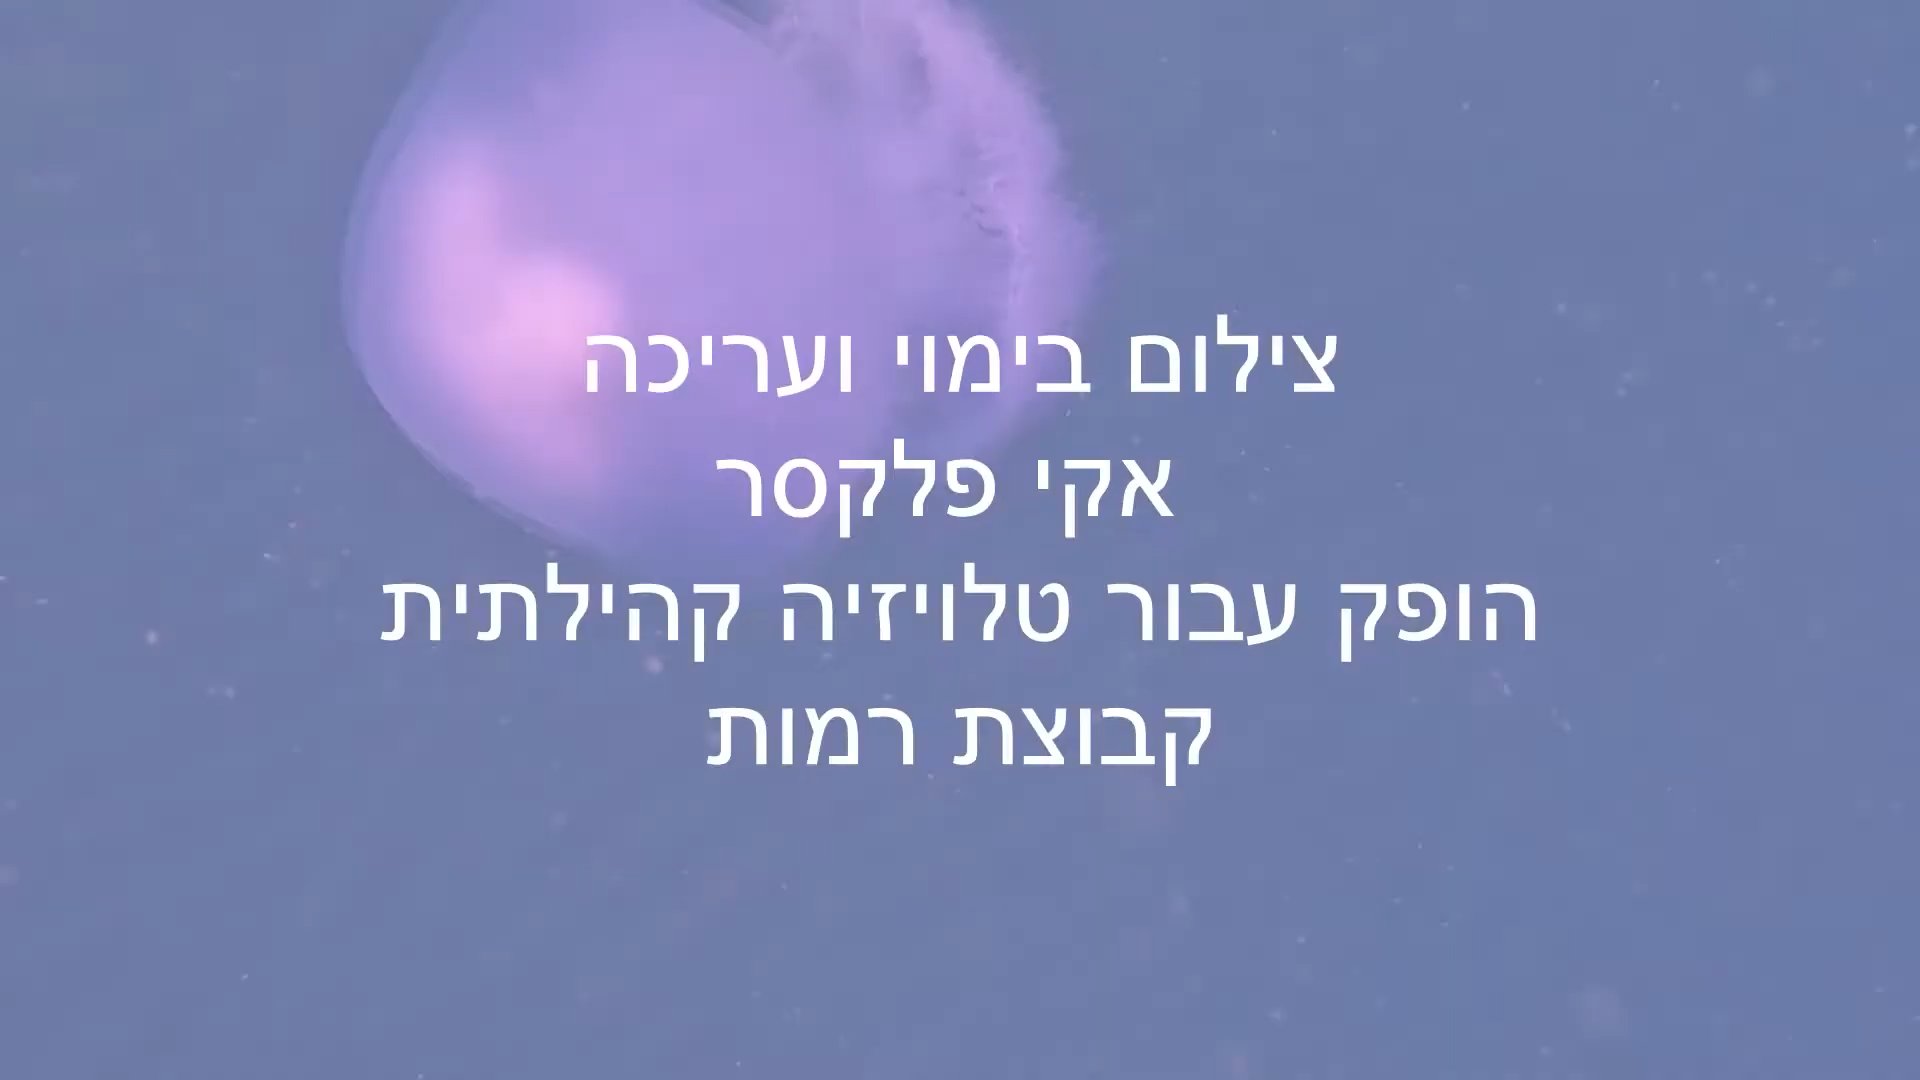 צילום בימוי ועריכה
אקי פלקסר
הופק עבור טלויזיה קהילתית
קבוצת רמות